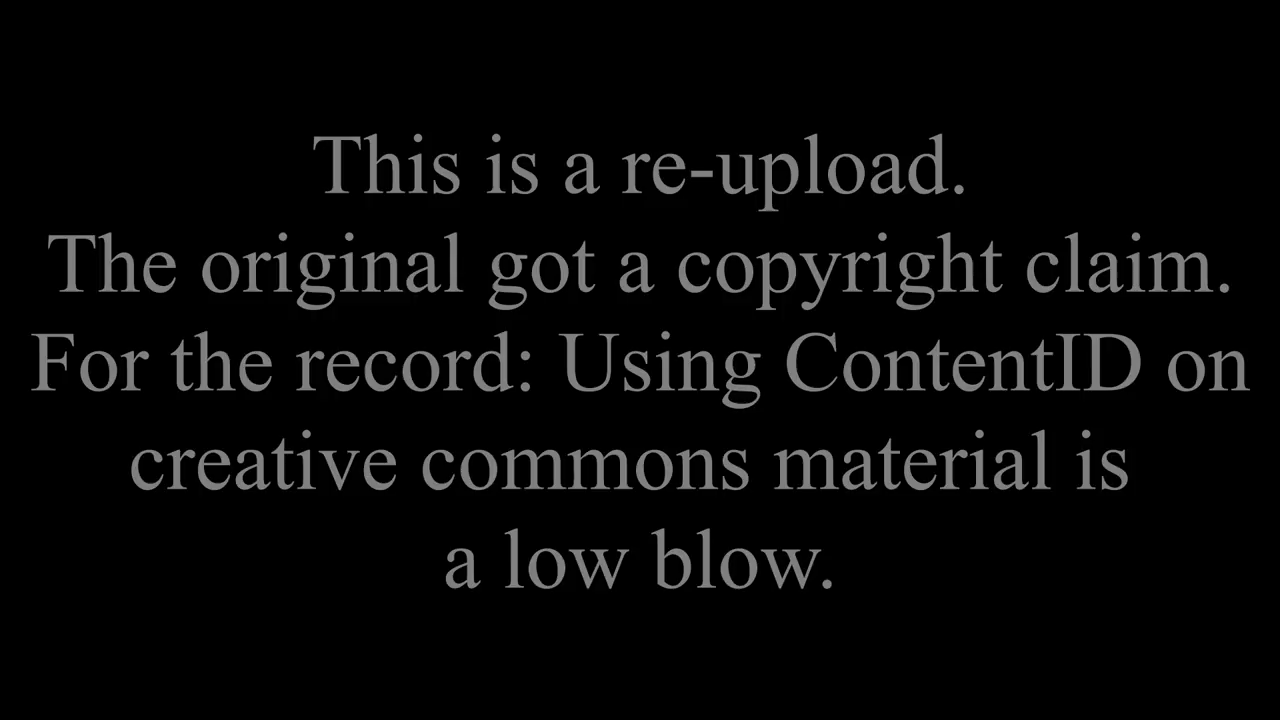 This is a re-upload.
The original got a copyright claim.
For the record: Using ContentID on
creative commons material is
a low blow.